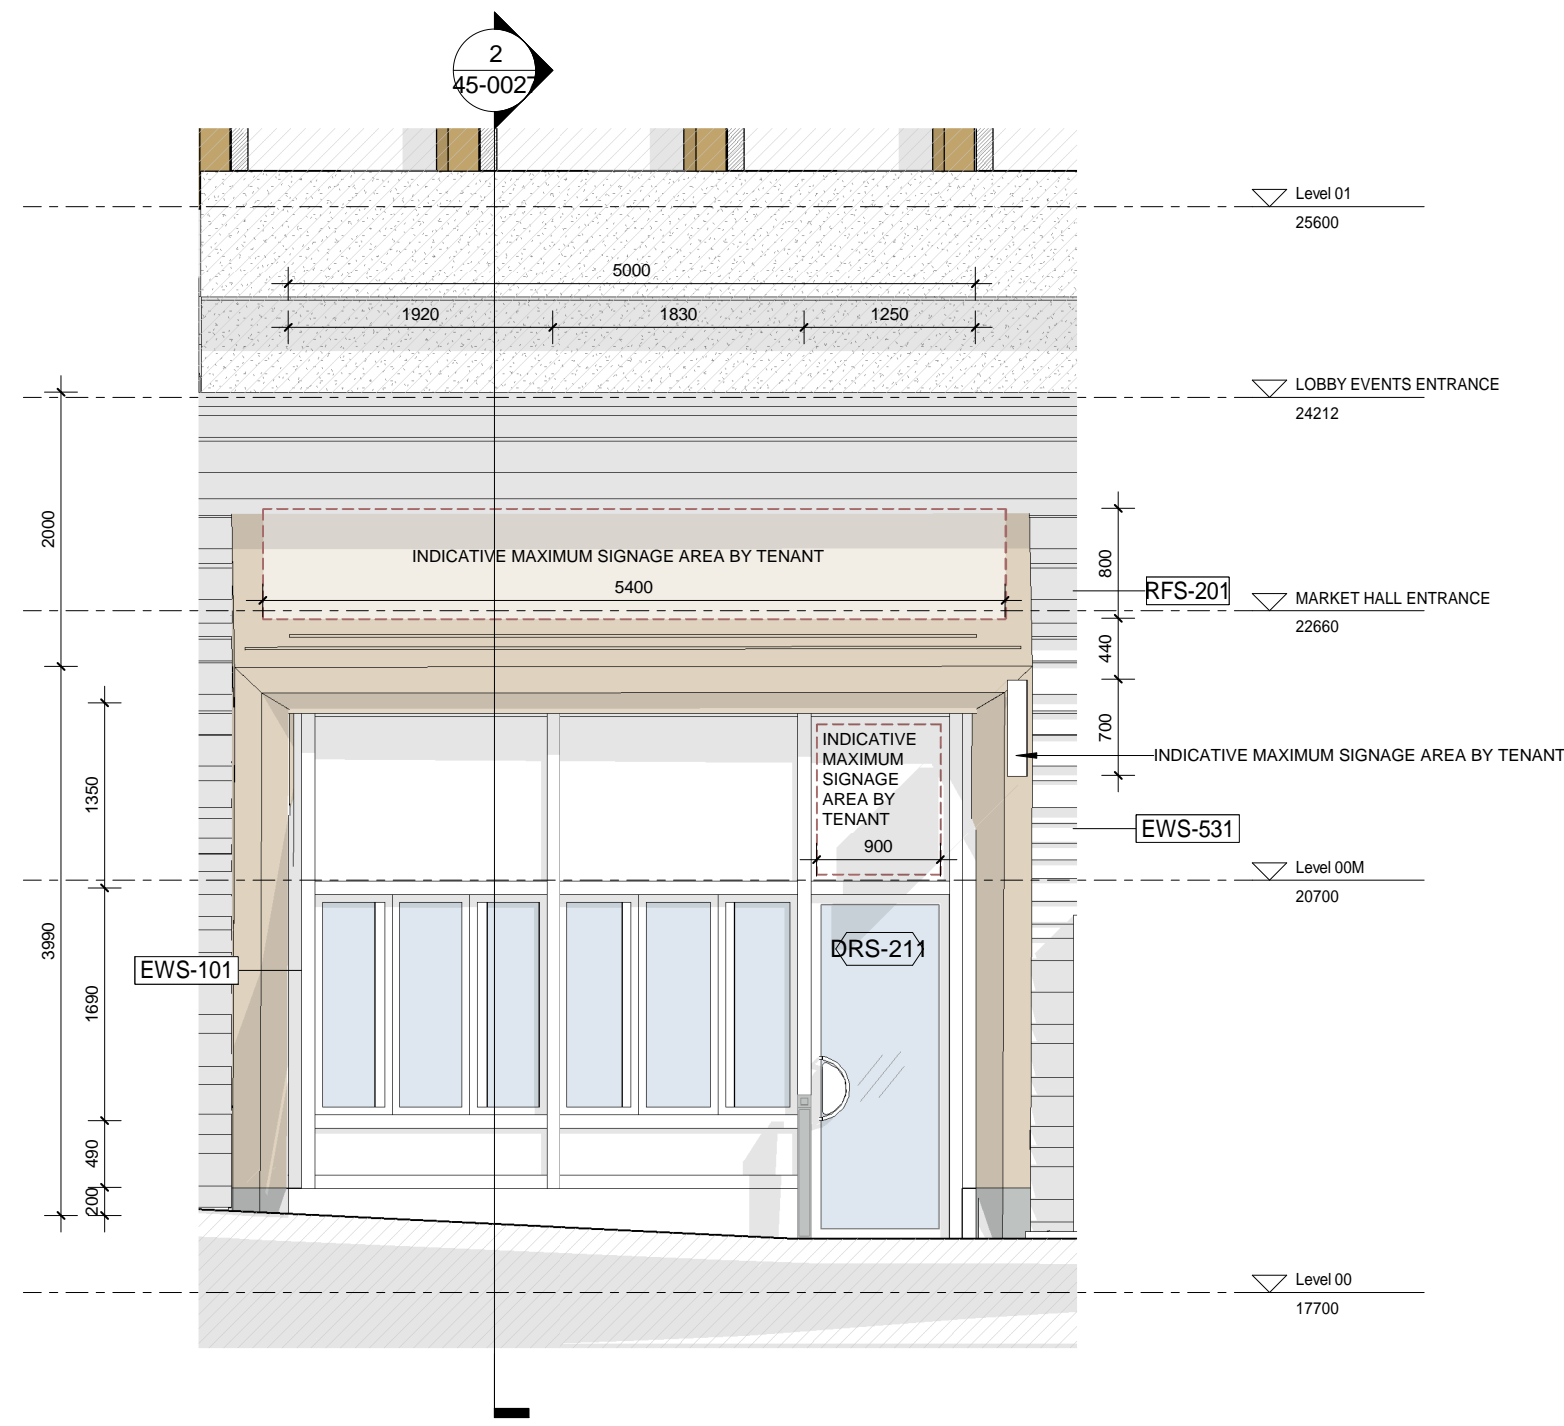 2
45-0027
Level 01
25600
5000
1920
1830
1250
LOBBY EVENTS ENTRANCE
24212
2000
INDICATIVE MAXIMUM SIGNAGE AREA BY TENANT
5400
800
RFS-201
MARKET HALL ENTRANCE
22660
440
700
INDICATIVE
MAXIMUM
SIGNAGE
AREA BY
TENANT
900
INDICATIVE MAXIMUM SIGNAGE AREA BY TENANT
1350
EWS-531
Level 00M
20700
3990
DRS-211
EWS-101
1690
490
200
Level 00
17700